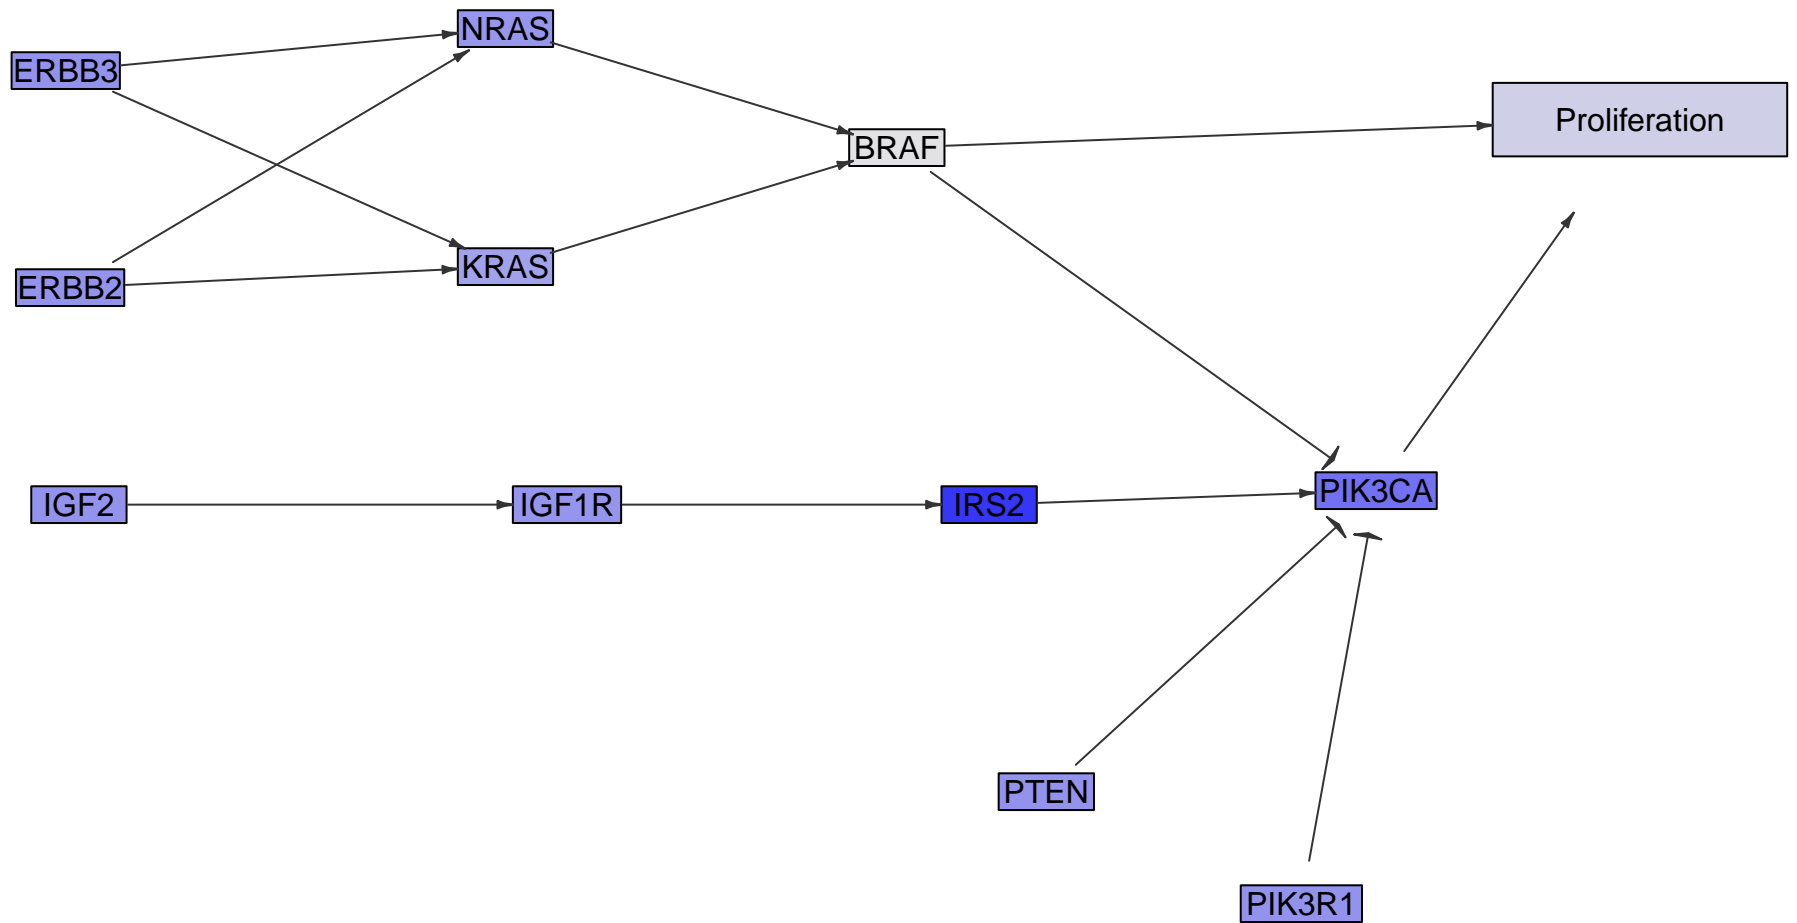 NRAS
ERBB3
Proliferation
BRAF
KRAS
ERBB2
PIK3CA
IGF2
IGF1R
IRS2
PTEN
PIK3R1